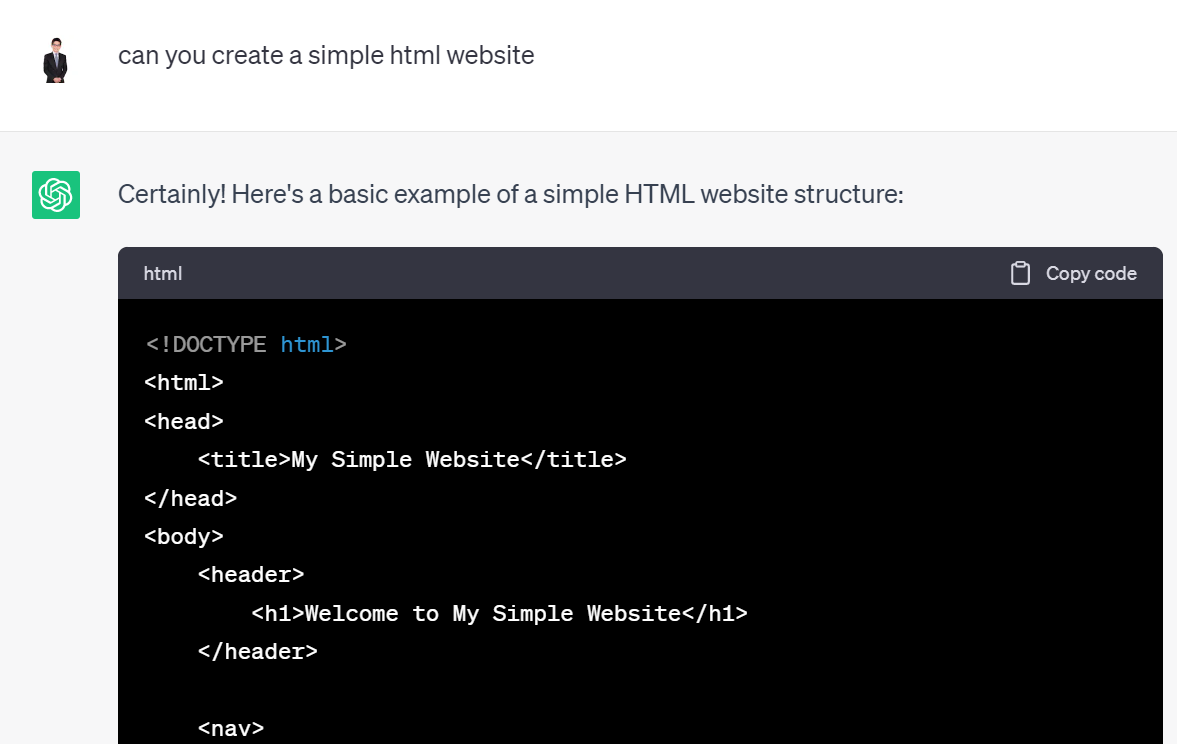 can you create a simple html website
Certainly! Here's a basic example of a simple HTML website structure:
html
Copy code
<!DOCTYPE html>
<html>
<head>
    <title>My Simple Website</title>
</head>
<body>
    <header>
        <h1>Welcome to My Simple Website</h1>
    </header>
    <nav>